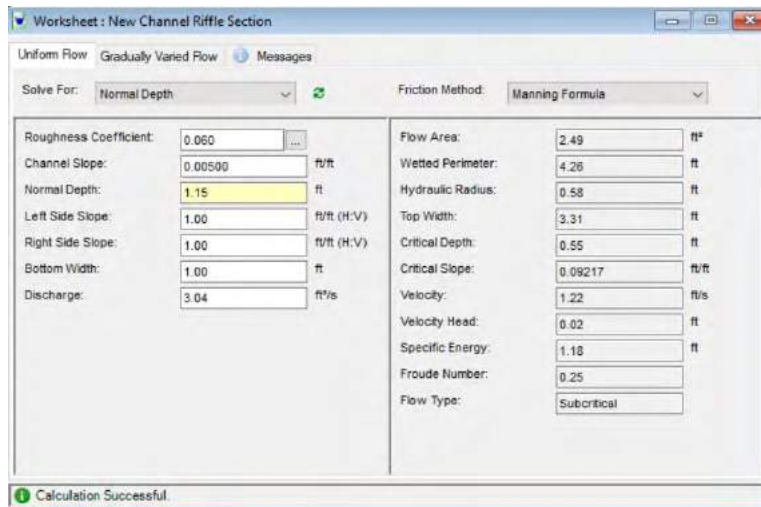 Worksheet : New Channel Riffle Section
Uniform Flow Gradually Varied Flow Messages
Solve For: Normal Depth Friction Method: Manning Formula
Roughness Coefficient: 0.060 ...
Channel Slope: 0.00500 ft/ft
Normal Depth: 1.15 ft
Left Side Slope: 1.00 ft/ft (H:V)
Right Side Slope: 1.00 ft/ft (H:V)
Bottom Width: 1.00 ft
Discharge: 3.04 ft³/s
Flow Area: 2.49 ft²
Wetted Perimeter: 4.26 ft
Hydraulic Radius: 0.58 ft
Top Width: 3.31 ft
Critical Depth: 0.55 ft
Critical Slope: 0.09217 ft/ft
Velocity: 1.22 ft/s
Velocity Head: 0.02 ft
Specific Energy: 1.18 ft
Froude Number: 0.25
Flow Type: Subcritical
Calculation Successful.